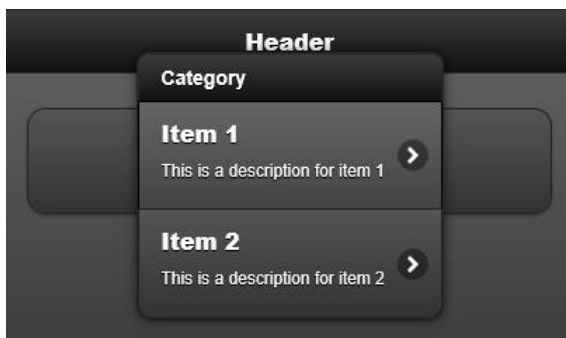 Header
Category
Item 1
This is a description for item 1
Item 2
This is a description for item 2